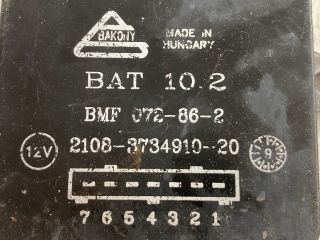 BAKONY
MADE IN
HUNGARY
BAT 10.2
BMF 072-86-2
12V
2108-3734910-20
9
7 6 5 4 3 2 1